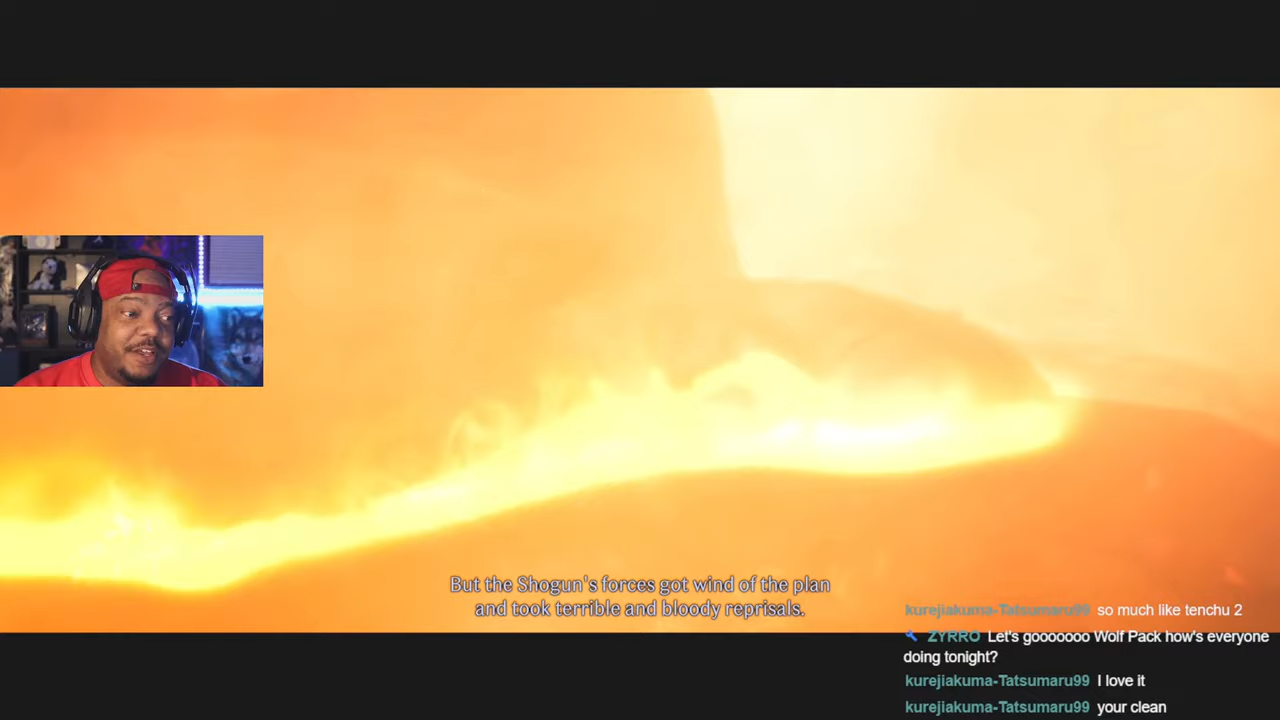 But the Shogun's forces got wind of the plan
and took terrible and bloody reprisals.
kurejiakuma-Tatsumaru99 so much like tenchu 2
ZYRRO Let's gooooooo Wolf Pack how's everyone
doing tonight?
kurejiakuma-Tatsumaru99 I love it
kurejiakuma-Tatsumaru99 your clean